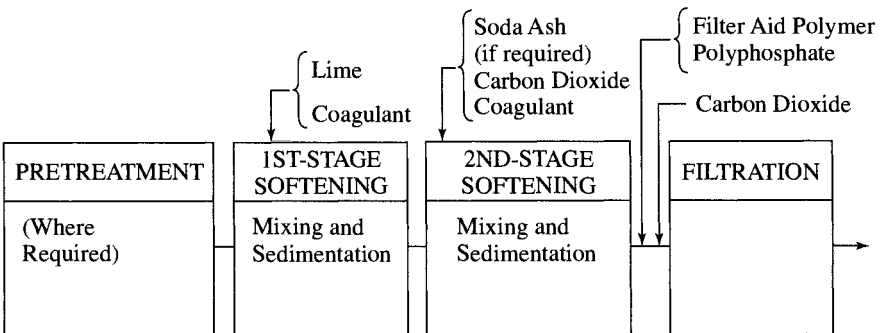 Soda Ash
(if required)
Carbon Dioxide
Coagulant
Filter Aid Polymer
Polyphosphate
Lime
Coagulant
Carbon Dioxide
PRETREATMENT
1ST-STAGE
SOFTENING
2ND-STAGE
SOFTENING
FILTRATION
(Where
Required)
Mixing and
Sedimentation
Mixing and
Sedimentation